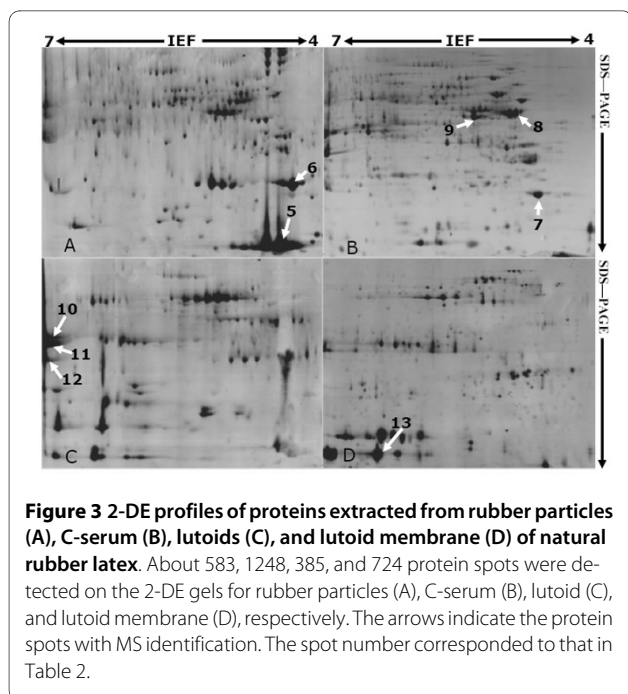 7 IEF 4 7 IEF 4
SDS—PAGE
6
5
A
9
8
7
B
SDS—PAGE
10
11
12
C
13
D
Figure 3 2-DE profiles of proteins extracted from rubber particles
(A), C-serum (B), lutoids (C), and lutoid membrane (D) of natural
rubber latex. About 583, 1248, 385, and 724 protein spots were de-
tected on the 2-DE gels for rubber particles (A), C-serum (B), lutoid (C),
and lutoid membrane (D), respectively. The arrows indicate the protein
spots with MS identification. The spot number corresponded to that in
Table 2.